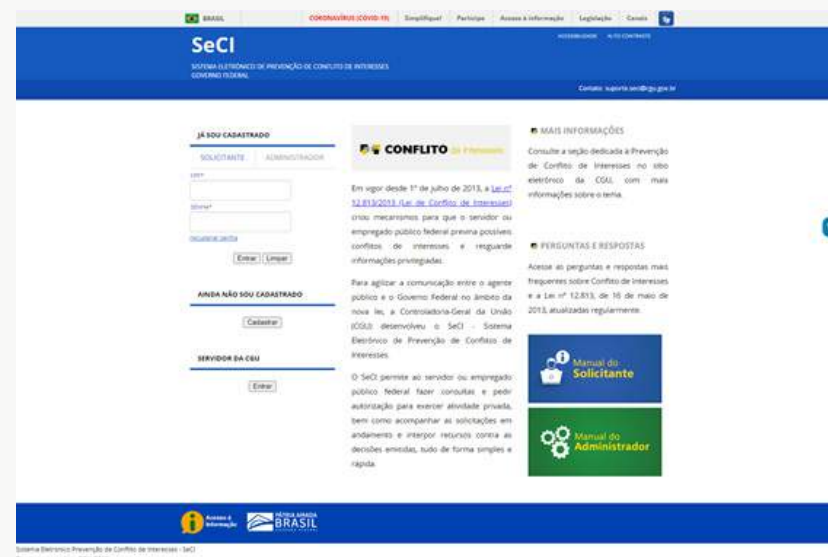 BRASIL
CORONAVÍRUS (COVID-19)
Simplifique!
Participe
Acesso à informação
Legislação
Canais
SeCI
ACESSIBILIDADE
ALTO CONTRASTE
SISTEMA ELETRÔNICO DE PREVENÇÃO DE CONFLITO DE INTERESSES
GOVERNO FEDERAL
Contato: suporte.seci@cgu.gov.br
JÁ SOU CADASTRADO
SOLICITANTE
ADMINISTRADOR
CPF*
Senha*
recuperar senha
Entrar
Limpar
AINDA NÃO SOU CADASTRADO
Cadastrar
SERVIDOR DA CGU
Entrar
CONFLITO de Interesses
Em vigor desde 1º de julho de 2013, a Lei nº
12.813/2013 (Lei de Conflito de Interesses)
criou mecanismos para que o servidor ou
empregado público federal previna possíveis
conflitos de interesses e resguarde
informações privilegiadas.
Para agilizar a comunicação entre o agente
público e o Governo Federal no âmbito da
nova lei, a Controladoria-Geral da União
(CGU) desenvolveu o SeCI - Sistema
Eletrônico de Prevenção de Conflitos de
Interesses.
O SeCI permite ao servidor ou empregado
público federal fazer consultas e pedir
autorização para exercer atividade privada,
bem como acompanhar as solicitações em
andamento e interpor recursos contra as
decisões emitidas, tudo de forma simples e
rápida.
MAIS INFORMAÇÕES
Consulte a seção dedicada à Prevenção
de Conflito de Interesses no sítio
eletrônico da CGU, com mais
informações sobre o tema.
PERGUNTAS E RESPOSTAS
Acesse as perguntas e respostas mais
frequentes sobre Conflito de Interesses
e a Lei nº 12.813, de 16 de maio de
2013, atualizadas regularmente.
Manual do
Solicitante
Manual do
Administrador
Acesso à
Informação
PÁTRIA AMADA
BRASIL
Sistema Eletrônico Prevenção de Conflito de Interesses - SeCI